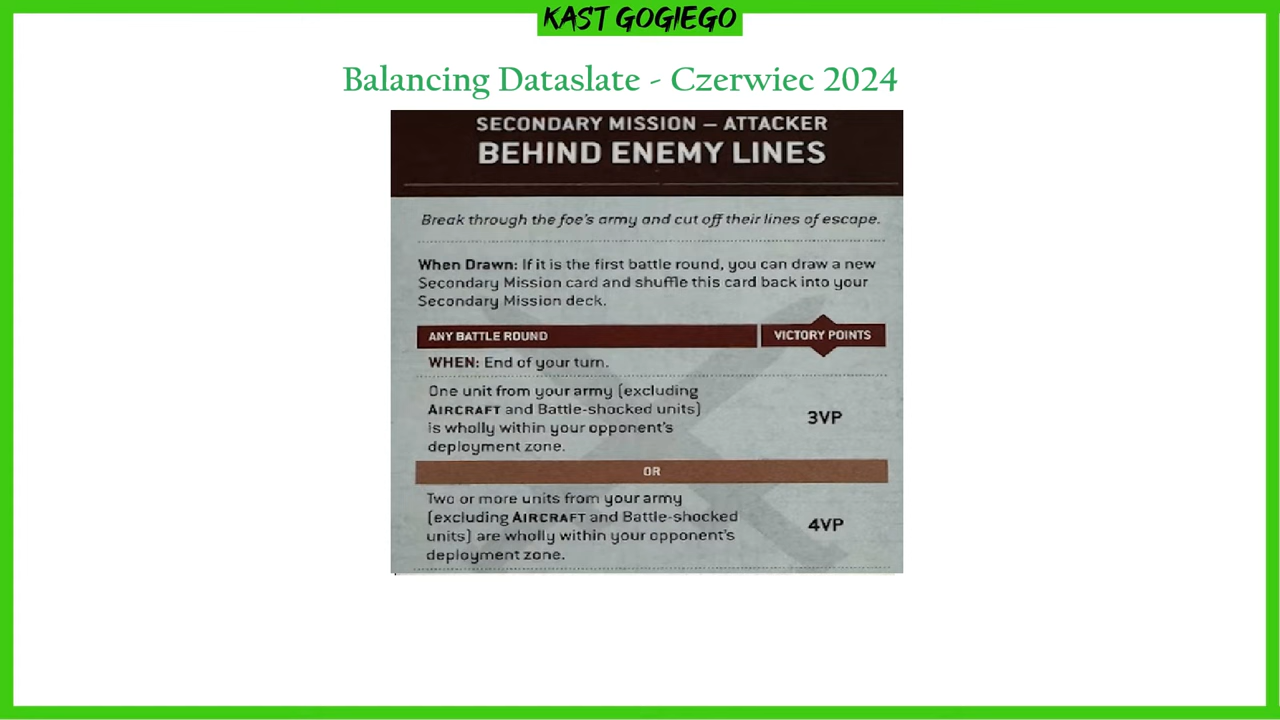 KAST GOGIEGO
Balancing Dataslate - Czerwiec 2024
SECONDARY MISSION – ATTACKER
BEHIND ENEMY LINES
Break through the foe's army and cut off their lines of escape.
When Drawn: If it is the first battle round, you can draw a new
Secondary Mission card and shuffle this card back into your
Secondary Mission deck.
ANY BATTLE ROUND
VICTORY POINTS
WHEN: End of your turn.
One unit from your army (excluding
AIRCRAFT and Battle-shocked units)
is wholly within your opponent's
deployment zone.
3VP
OR
Two or more units from your army
(excluding AIRCRAFT and Battle-shocked
units) are wholly within your opponent's
deployment zone.
4VP